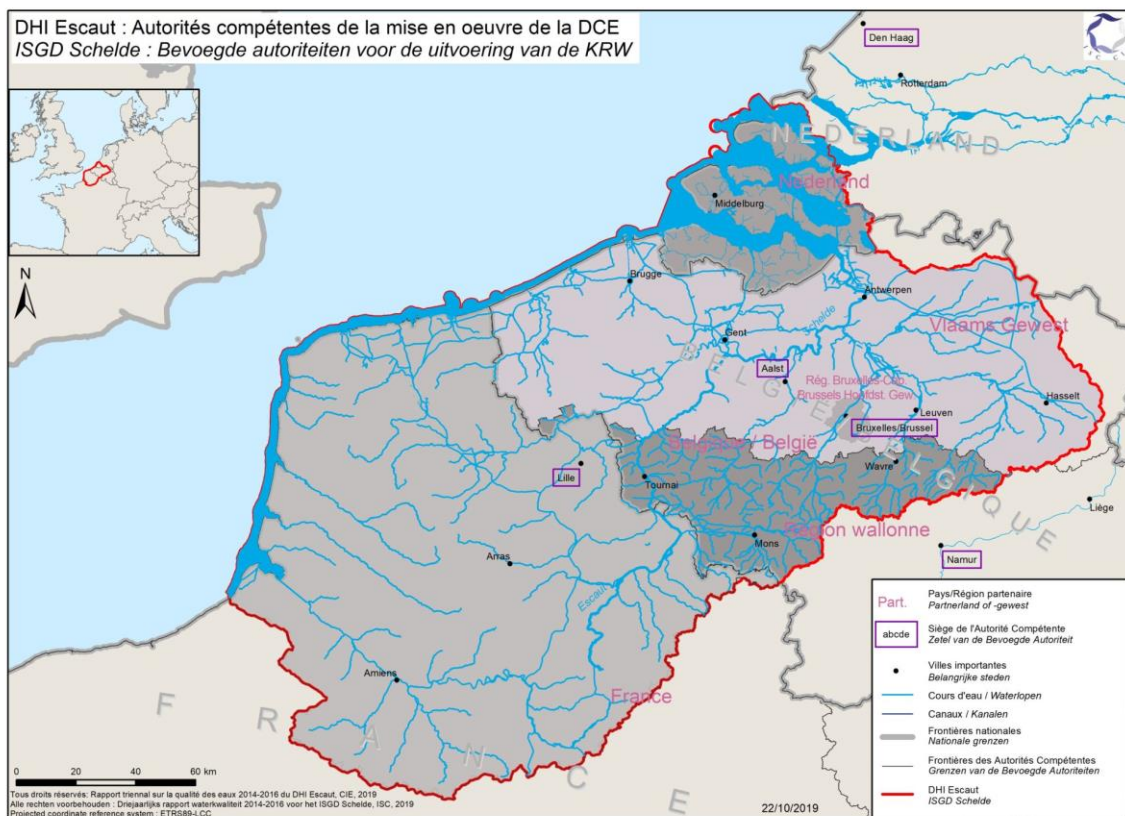 DHI Escaut : Autorités compétentes de la mise en oeuvre de la DCE
ISGD Schelde : Bevoegde autoriteiten voor de uitvoering van de KRW
Den Haag
Rotterdam
NEDERLAND
Nederland
Middelburg
N
Brugge
Antwerpen
Schelde
Vlaams Gewest
Gent
BELGIË
Aalst
Rég. Bruxelles-Cap.
Brussels Hoofdst. Gew.
Hasselt
Leuven
Bruxelles/Brussel
Belgique / België
BELGIQUE
Wavre
Lille
Tournai
Liège
Région wallonne
Mons
Arras
Namur
Escaut
Amiens
France
FRANCE
Part.
Pays/Région partenaire
Partnerland of -gewest
abcde
Siège de l'Autorité Compétente
Zetel van de Bevoegde Autoriteit
Villes importantes
Belangrijke steden
Cours d'eau / Waterlopen
Canaux / Kanalen
Frontières nationales
Nationale grenzen
Frontières des Autorités Compétentes
Grenzen van de Bevoegde Autoriteiten
DHI Escaut
ISGD Schelde
0 20 40 60 km
Tous droits réservés: Rapport triennal sur la qualité des eaux 2014-2016 du DHI Escaut, CIE, 2019
Alle rechten voorbehouden : Driejaarlijks rapport waterkwaliteit 2014-2016 voor het ISGD Schelde, ISC, 2019
Projected coordinate reference system : ETRS89-LCC
22/10/2019